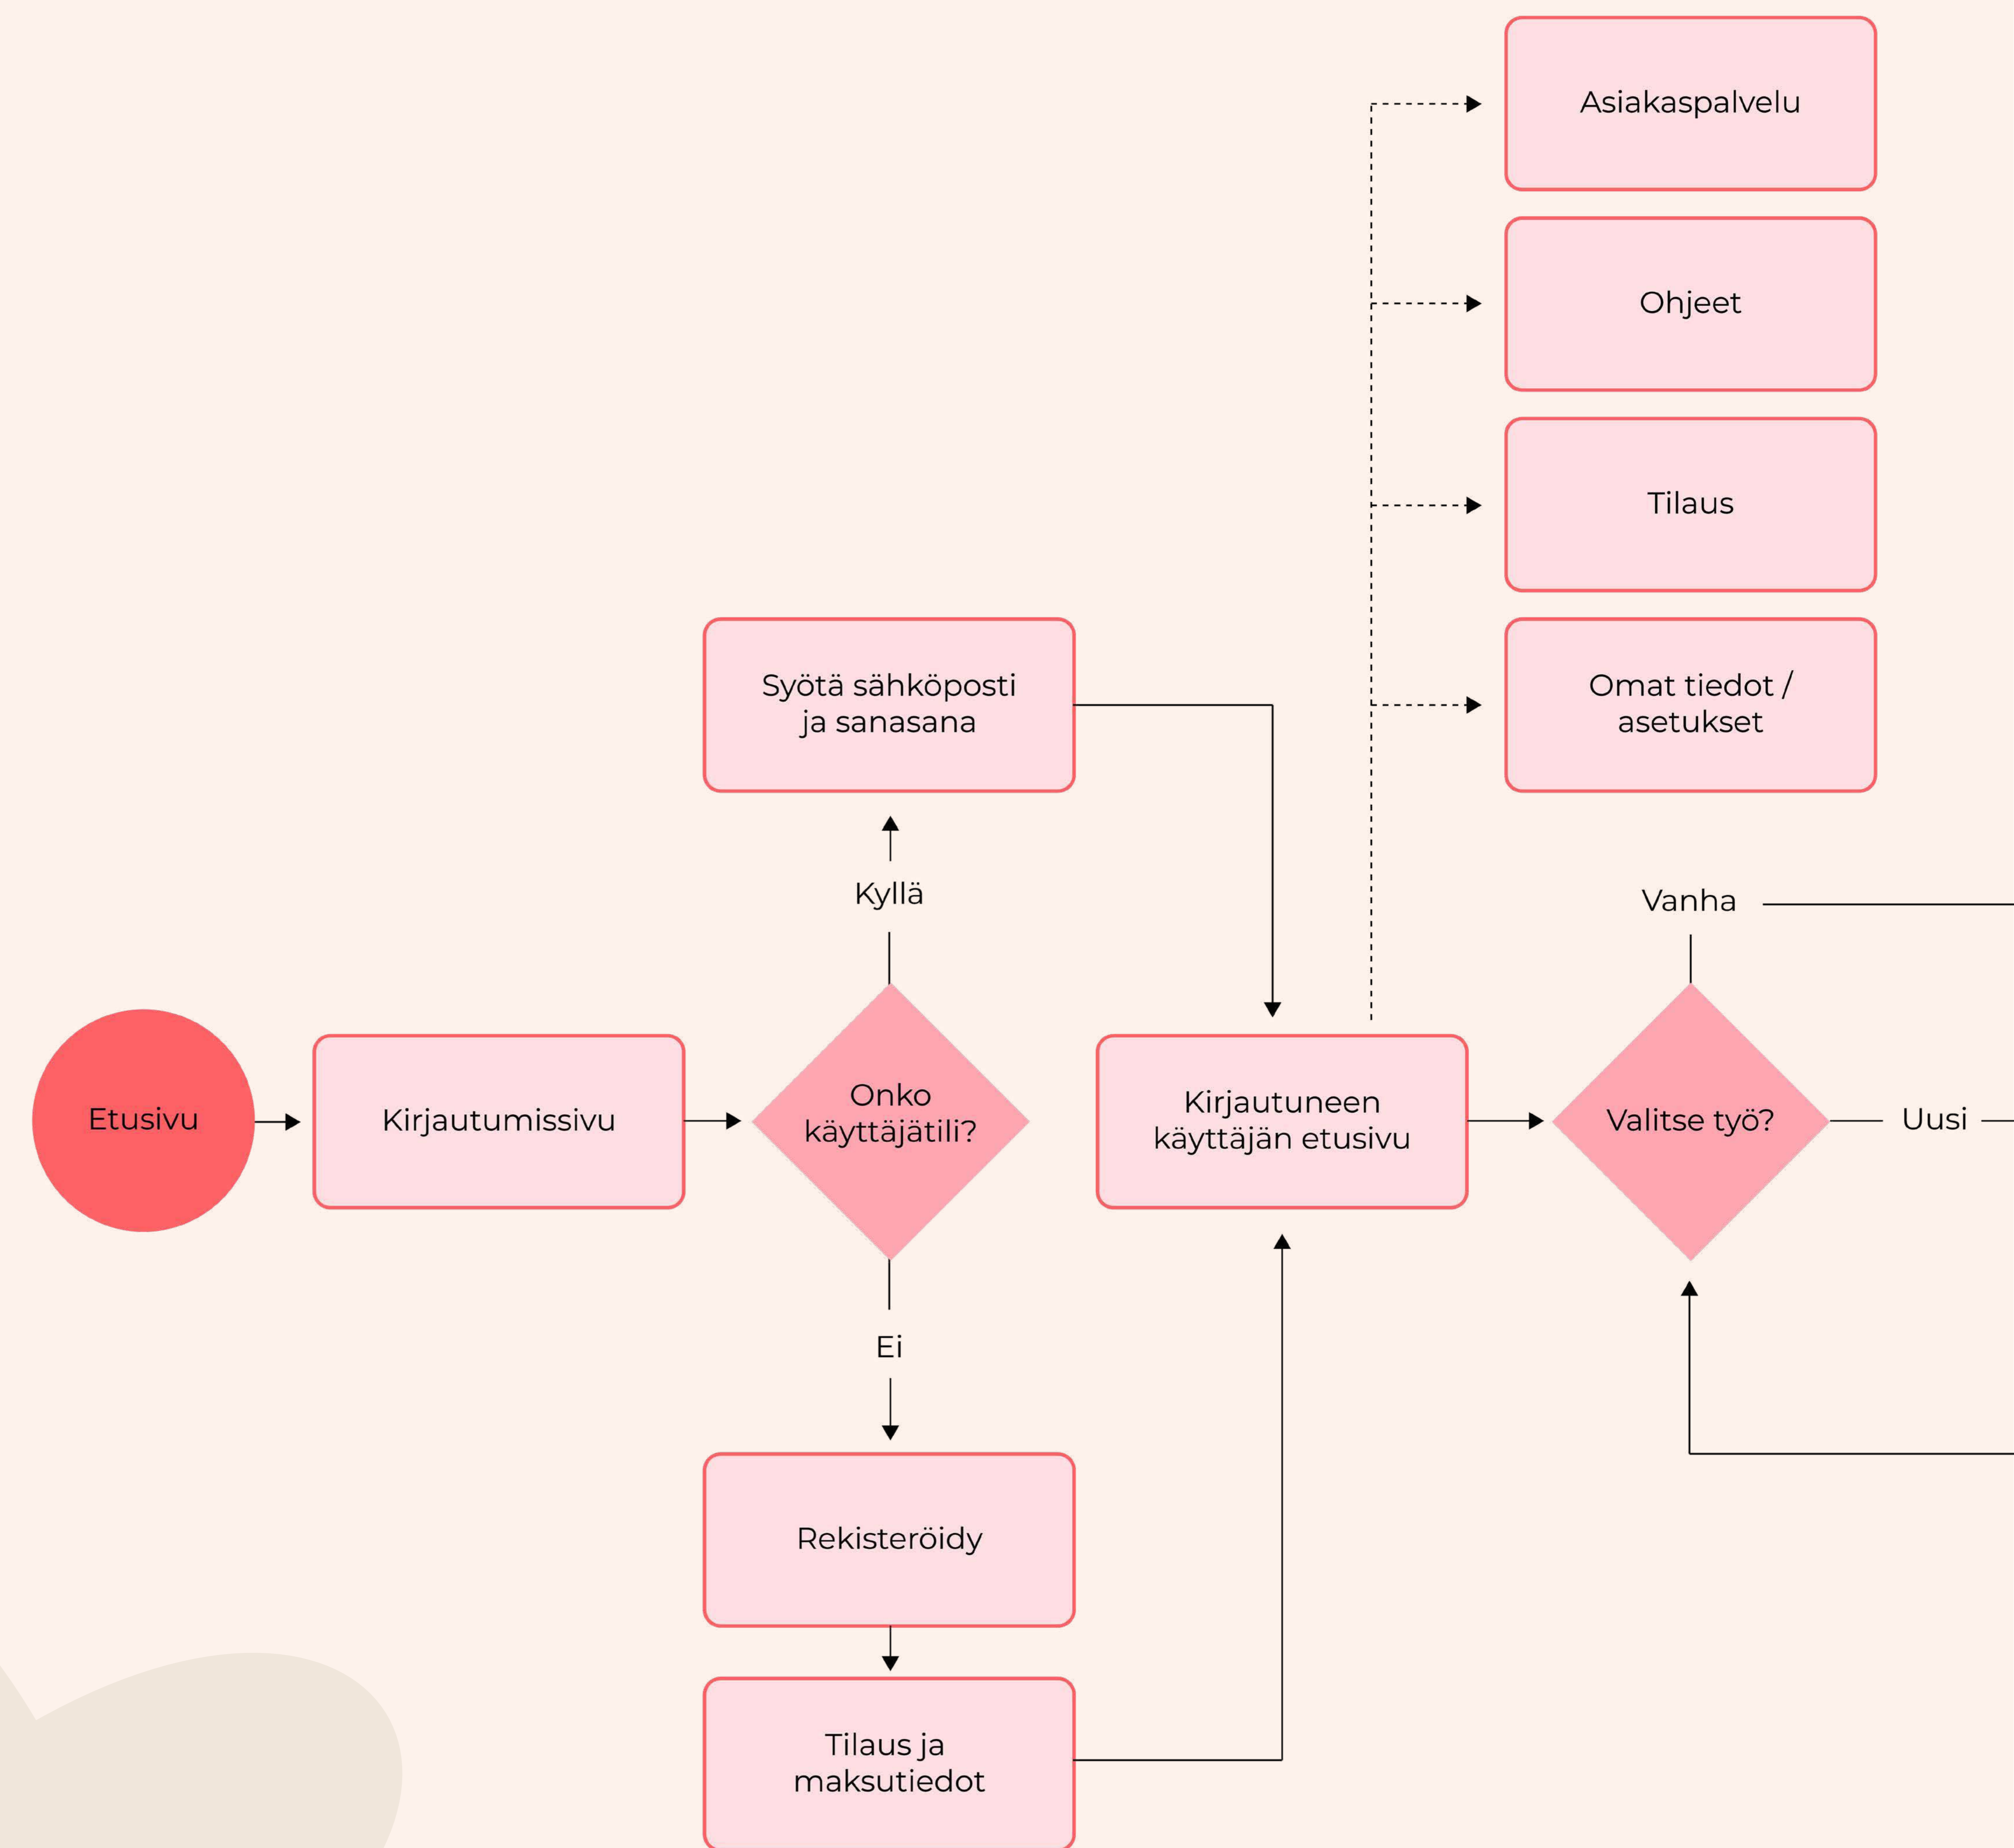 Asiakaspalvelu
Ohjeet
Tilaus
Syötä sähköposti
ja sanasana
Omat tiedot /
asetukset
Kyllä
Vanha
Etusivu
Kirjautumissivu
Onko
käyttäjätili?
Kirjautuneen
käyttäjän etusivu
Valitse työ?
Uusi
Ei
Rekisteröidy
Tilaus ja
maksutiedot